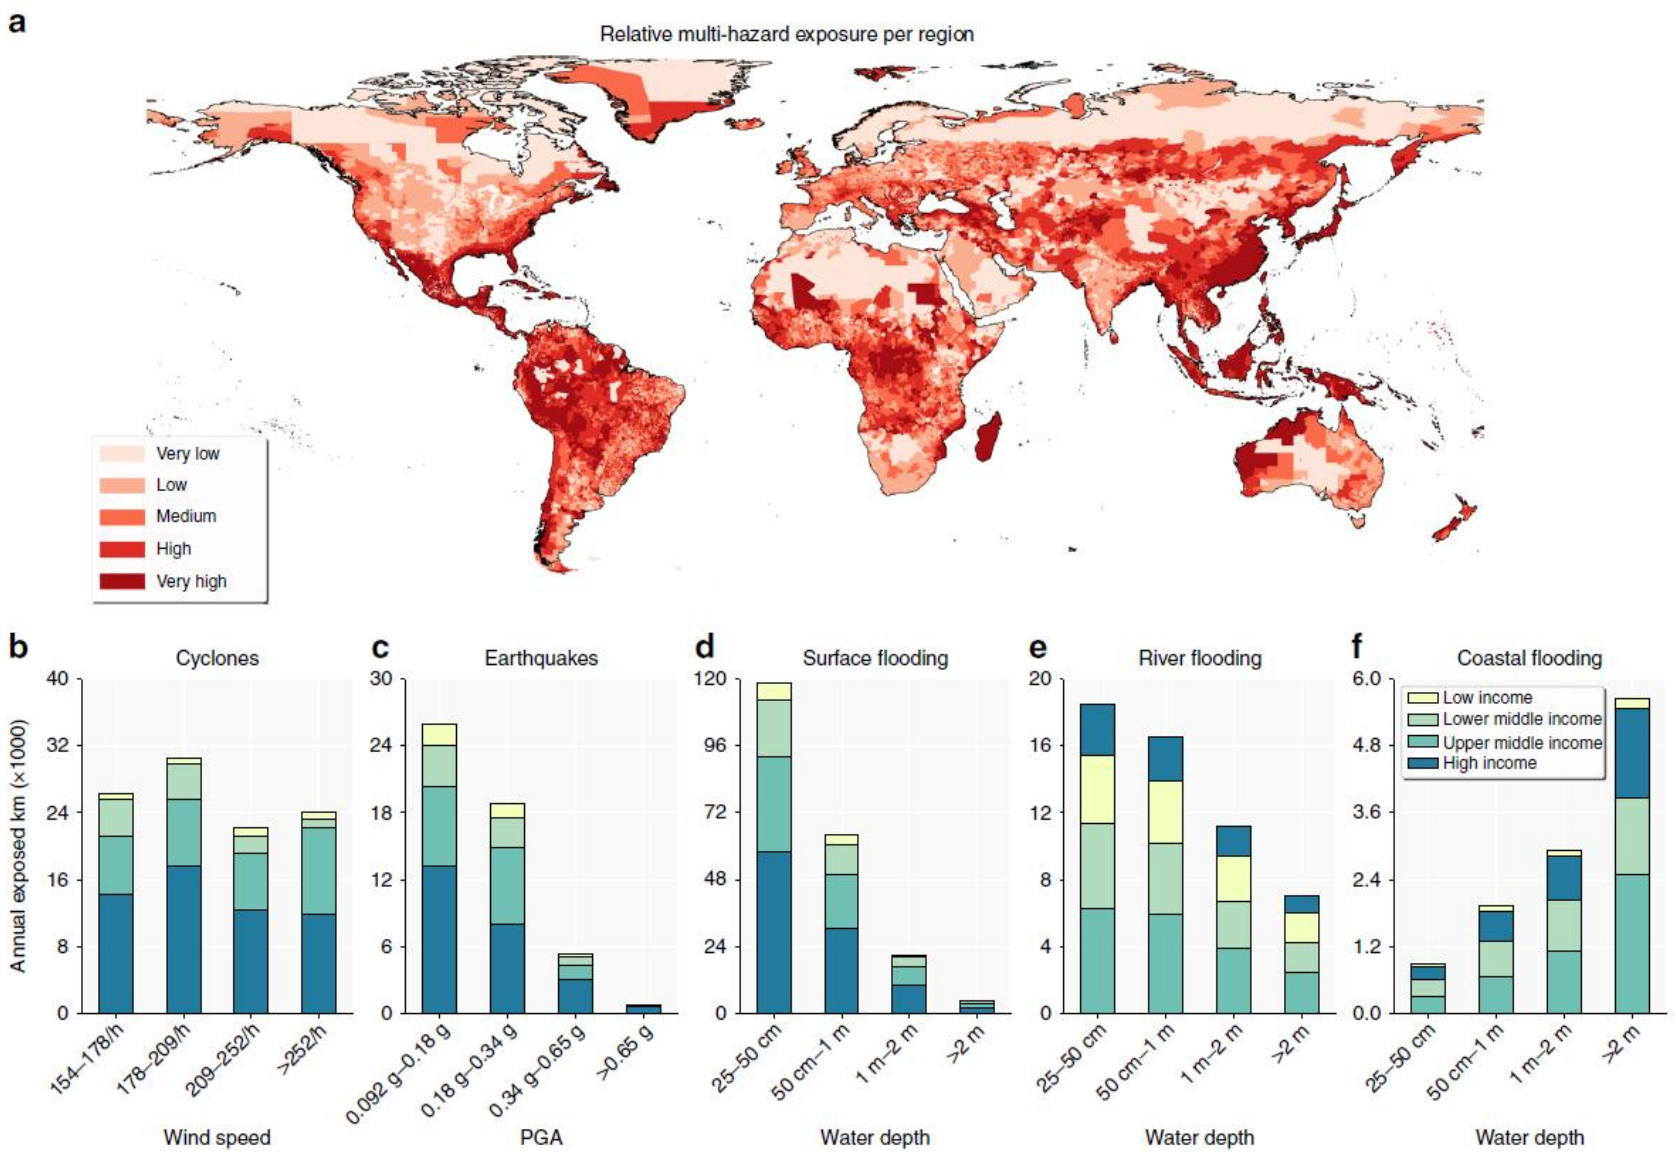 a
Relative multi-hazard exposure per region
Very low
Low
Medium
High
Very high
b
Cyclones
Annual exposed km (×1000)
40
32
24
16
8
0
154–178/h
178–209/h
209–252/h
>252/h
Wind speed
c
Earthquakes
30
24
18
12
6
0
0.092 g–0.18 g
0.18 g–0.34 g
0.34 g–0.65 g
>0.65 g
PGA
d
Surface flooding
120
96
72
48
24
0
25–50 cm
50 cm–1 m
1 m–2 m
>2 m
Water depth
e
River flooding
20
16
12
8
4
0
25–50 cm
50 cm–1 m
1 m–2 m
>2 m
Water depth
f
Coastal flooding
6.0
4.8
3.6
2.4
1.2
0.0
Low income
Lower middle income
Upper middle income
High income
25–50 cm
50 cm–1 m
1 m–2 m
>2 m
Water depth